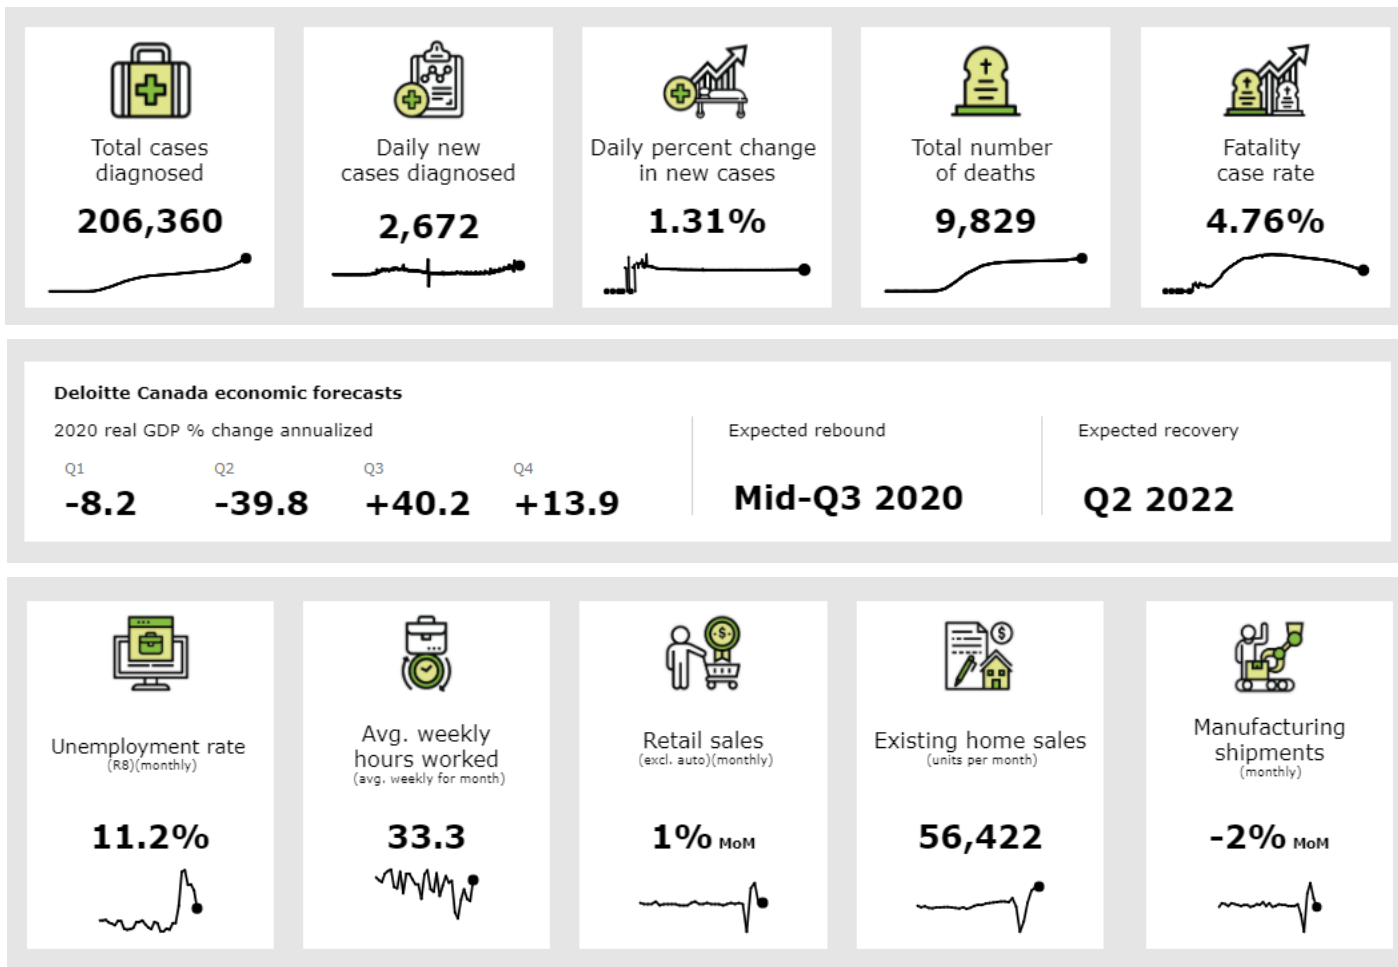 Total cases
diagnosed
206,360
Daily new
cases diagnosed
2,672
Daily percent change
in new cases
1.31%
Total number
of deaths
9,829
Fatality
case rate
4.76%
Deloitte Canada economic forecasts
2020 real GDP % change annualized
Q1
-8.2
Q2
-39.8
Q3
+40.2
Q4
+13.9
Expected rebound
Mid-Q3 2020
Expected recovery
Q2 2022
Unemployment rate
(R8)(monthly)
11.2%
Avg. weekly
hours worked
(avg. weekly for month)
33.3
Retail sales
(excl. auto)(monthly)
1% MoM
Existing home sales
(units per month)
56,422
Manufacturing
shipments
(monthly)
-2% MoM